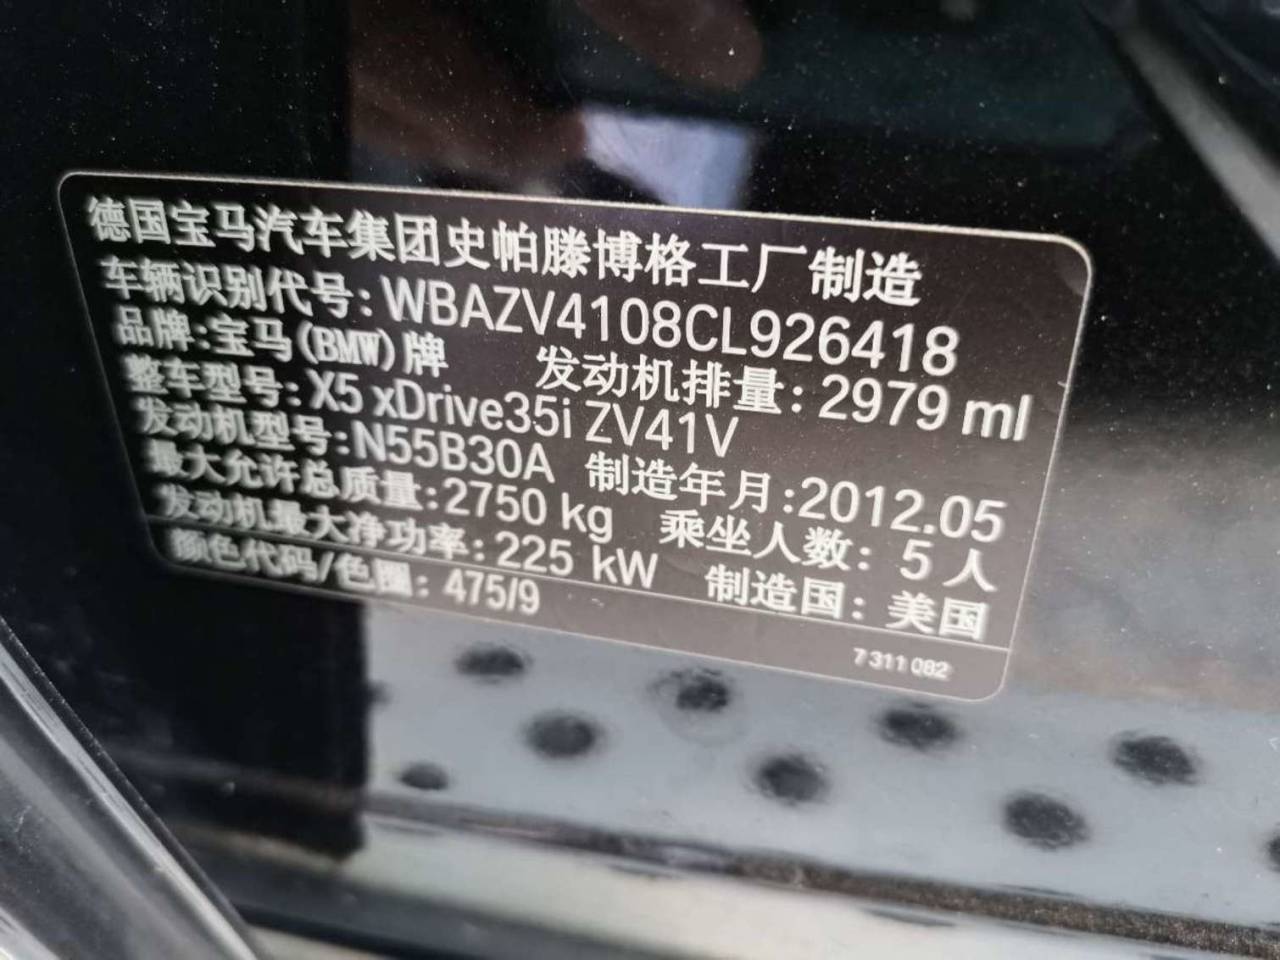 德国宝马汽车集团史帕滕博格工厂制造
车辆识别代号:WBAZV4108CL926418
品牌:宝马(BMW)牌 发动机排量:2979 ml
整车型号:X5 xDrive35i ZV41V
发动机型号:N55B30A 制造年月:2012.05
最大允许总质量:2750 kg 乘坐人数:5人
发动机最大净功率:225 kW 制造国:美国
颜色代码/色圈:475/9
7 311 082